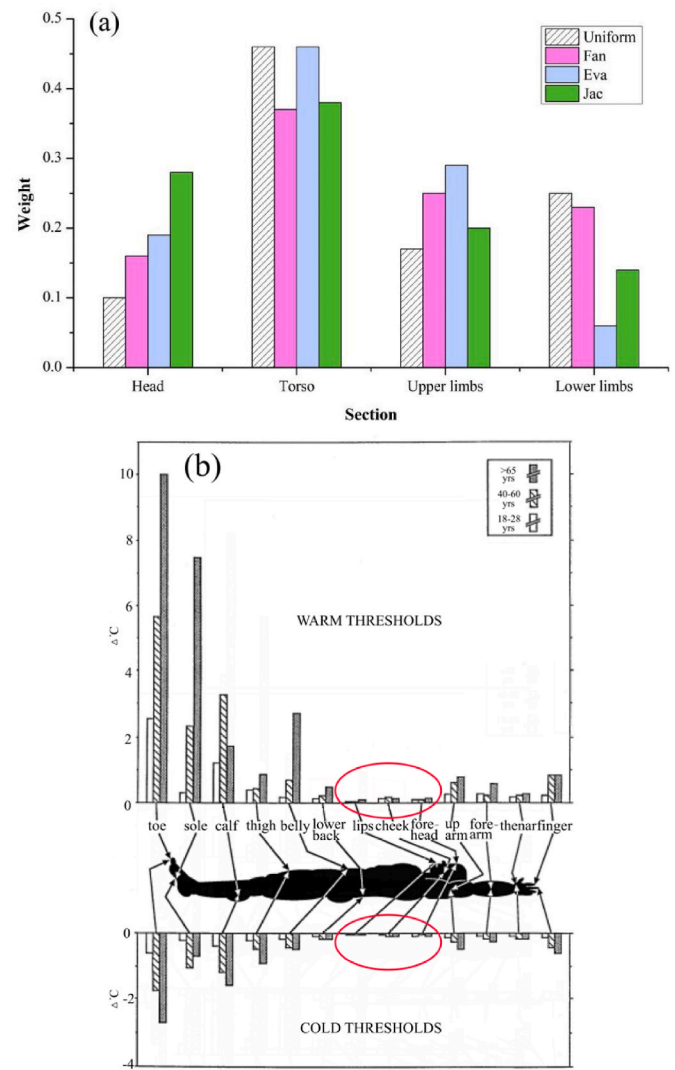 (a)
Uniform
Fan
Eva
Jac
0.5
0.4
0.3
0.2
0.1
0.0
Weight
Head Torso Upper limbs Lower limbs
Section
(b)
>65
yrs
40-60
yrs
18-28
yrs
10
8
6
4
2
0
Δ°C
WARM THRESHOLDS
toe sole calf thigh belly lower back lips cheek fore-head up arm fore-arm thenar finger
0
-2
-4
Δ°C
COLD THRESHOLDS